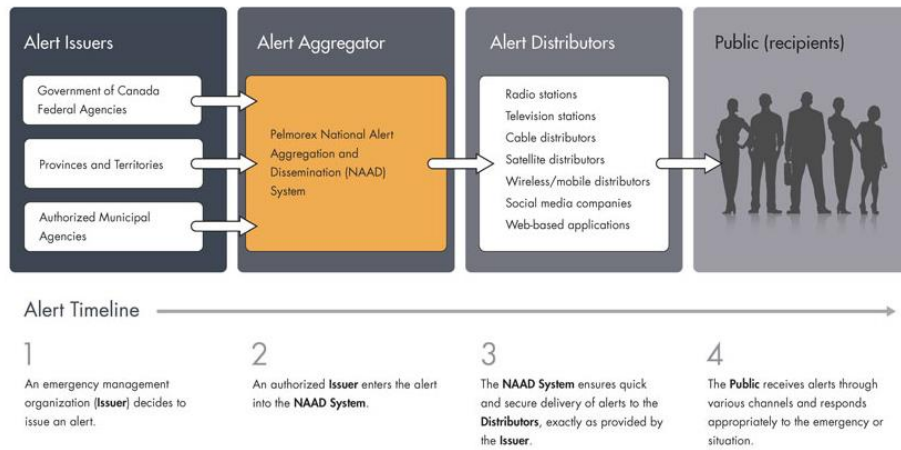 Alert Issuers
Government of Canada
Federal Agencies
Provinces and Territories
Authorized Municipal
Agencies
Alert Aggregator
Pelmorex National Alert
Aggregation and
Dissemination (NAAD)
System
Alert Distributors
Radio stations
Television stations
Cable distributors
Satellite distributors
Wireless/mobile distributors
Social media companies
Web-based applications
Public (recipients)
Alert Timeline
1
An emergency management
organization (Issuer) decides to
issue an alert.
2
An authorized Issuer enters the alert
into the NAAD System.
3
The NAAD System ensures quick
and secure delivery of alerts to the
Distributors, exactly as provided by
the Issuer.
4
The Public receives alerts through
various channels and responds
appropriately to the emergency or
situation.